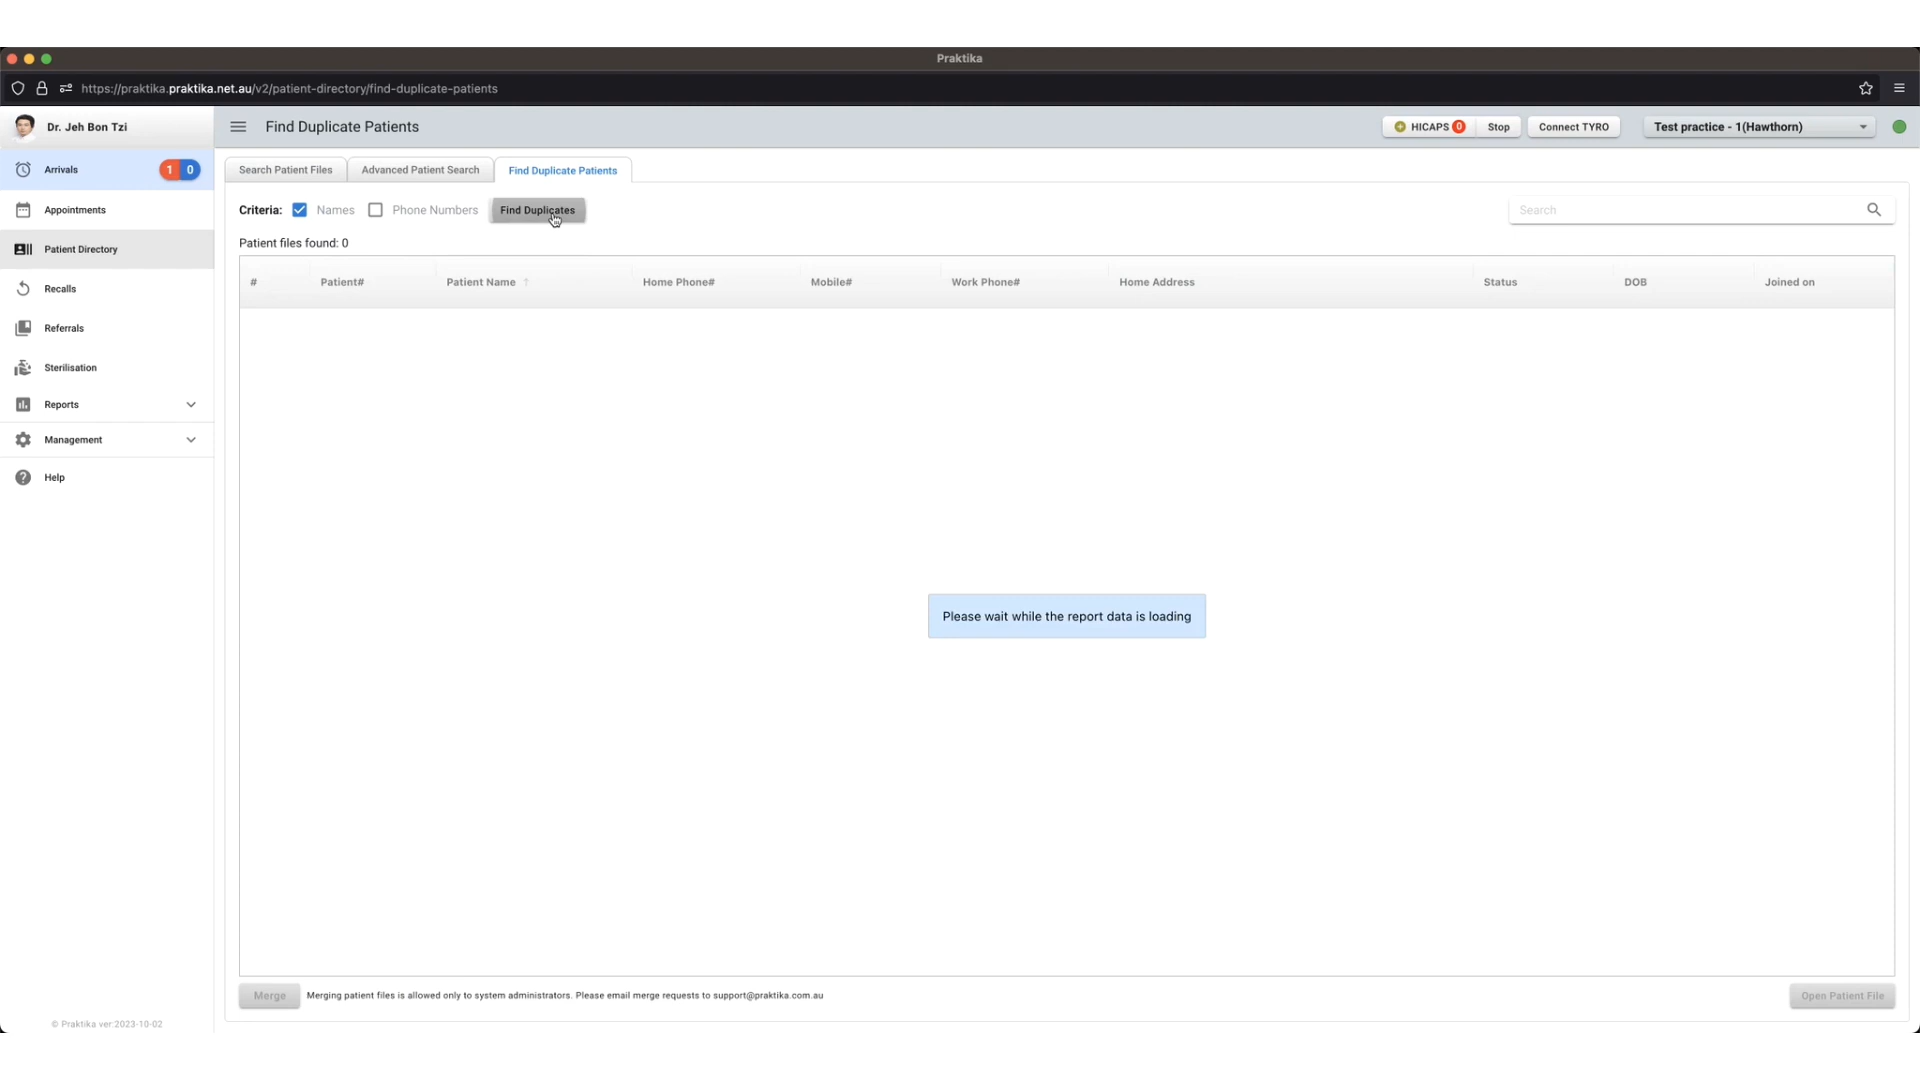 Praktika
https://praktika.praktika.net.au/v2/patient-directory/find-duplicate-patients
Dr. Jeh Bon Tzi
Find Duplicate Patients
HICAPS 0
Stop
Connect TYRO
Test practice - 1(Hawthorn)
Arrivals
1 0
Appointments
Patient Directory
Recalls
Referrals
Sterilisation
Reports
Management
Help
Search Patient Files
Advanced Patient Search
Find Duplicate Patients
Criteria: Names Phone Numbers Find Duplicates
Search
Patient files found: 0
# Patient# Patient Name Home Phone# Mobile# Work Phone# Home Address Status DOB Joined on
Please wait while the report data is loading
Merge
Merging patient files is allowed only to system administrators. Please email merge requests to support@praktika.com.au
Open Patient File
© Praktika ver:2023-10-02